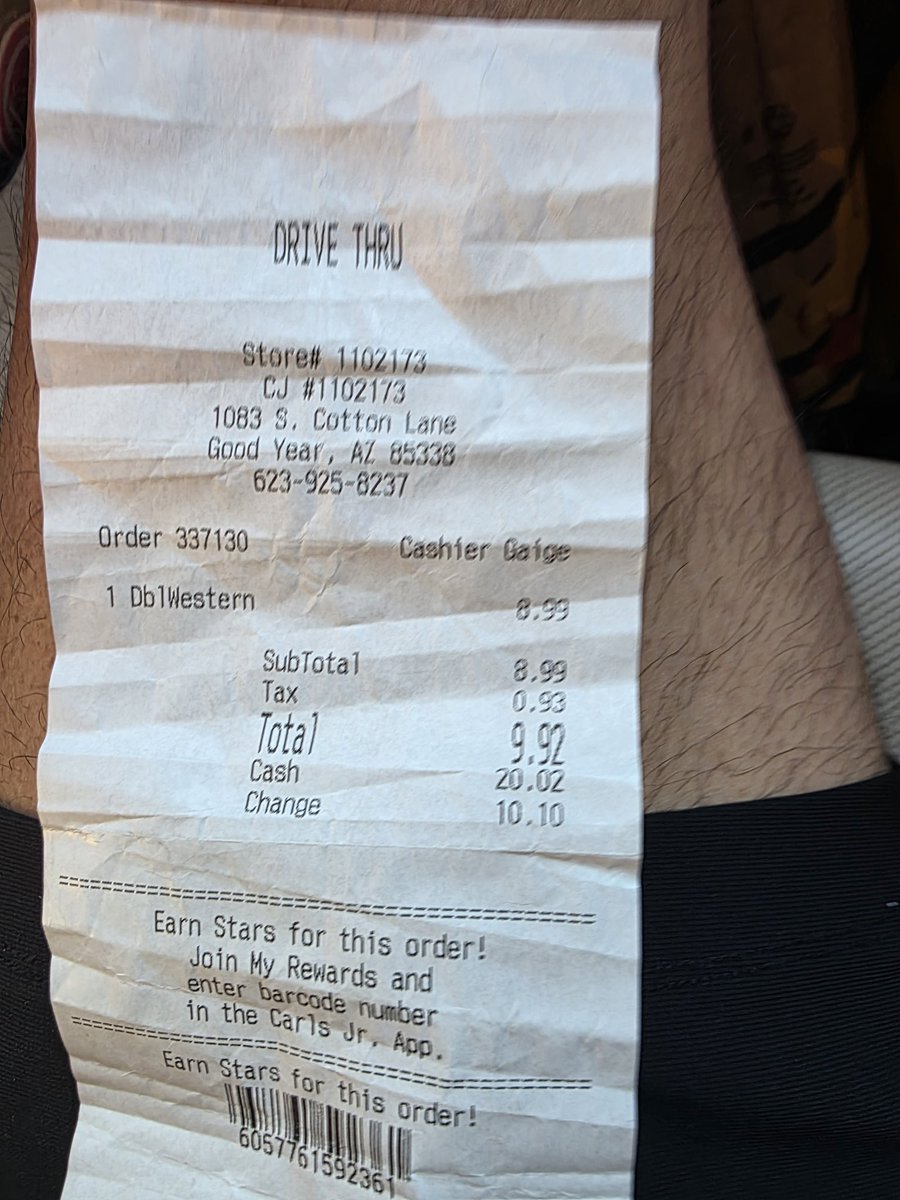 DRIVE THRU
Store# 1102173
CJ #1102173
1083 S. Cotton Lane
Good Year, AZ 85338
623-925-8237
Order 337130 Cashier Gaige
1 DblWestern 8.99
SubTotal 8.99
Tax 0.93
Total 9.92
Cash 20.02
Change 10.10
================================================
Earn Stars for this order!
Join My Rewards and
enter barcode number
in the Carls Jr. App.
================================================
Earn Stars for this order!
6057761592361